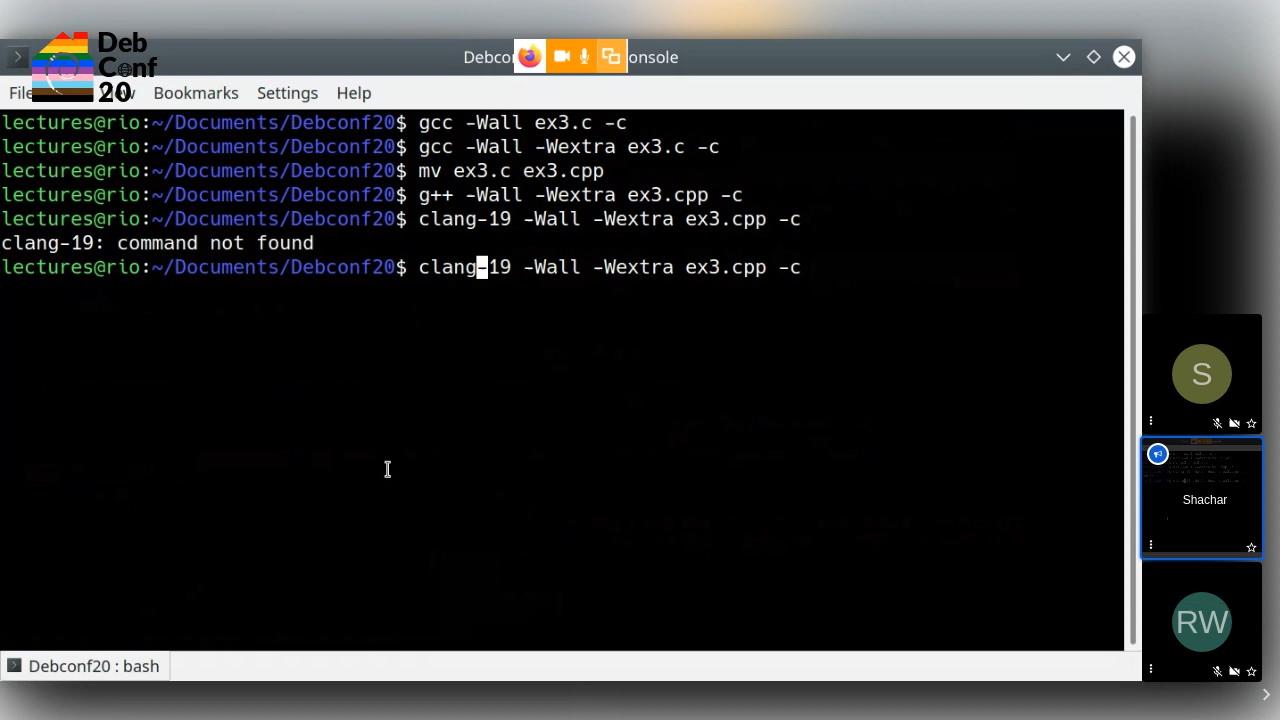 Deb
Conf
20
Debcon
onsole
File
View
Bookmarks
Settings
Help
lectures@rio:~/Documents/Debconf20$ gcc -Wall ex3.c -c
lectures@rio:~/Documents/Debconf20$ gcc -Wall -Wextra ex3.c -c
lectures@rio:~/Documents/Debconf20$ mv ex3.c ex3.cpp
lectures@rio:~/Documents/Debconf20$ g++ -Wall -Wextra ex3.cpp -c
lectures@rio:~/Documents/Debconf20$ clang-19 -Wall -Wextra ex3.cpp -c
clang-19: command not found
lectures@rio:~/Documents/Debconf20$ clang-19 -Wall -Wextra ex3.cpp -c
S
Shachar
RW
Debconf20 : bash